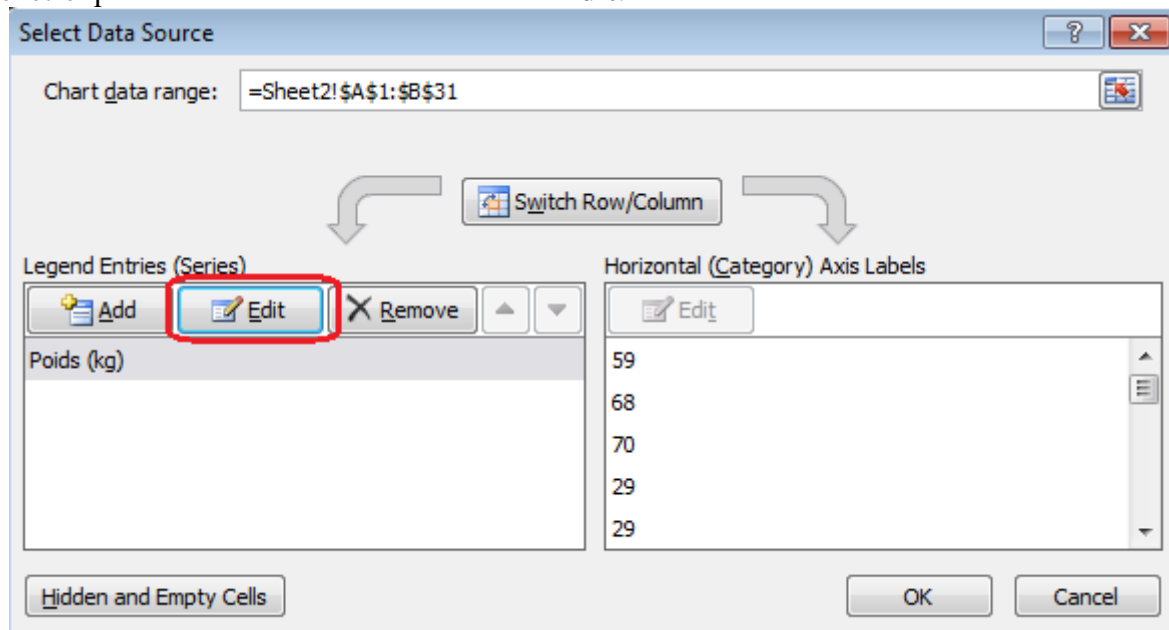 Select Data Source
Chart data range: =Sheet2!$A$1:$B$31
Switch Row/Column
Legend Entries (Series) Horizontal (Category) Axis Labels
Add Edit Remove Edit
Poids (kg) 59
68
70
29
29
Hidden and Empty Cells OK Cancel